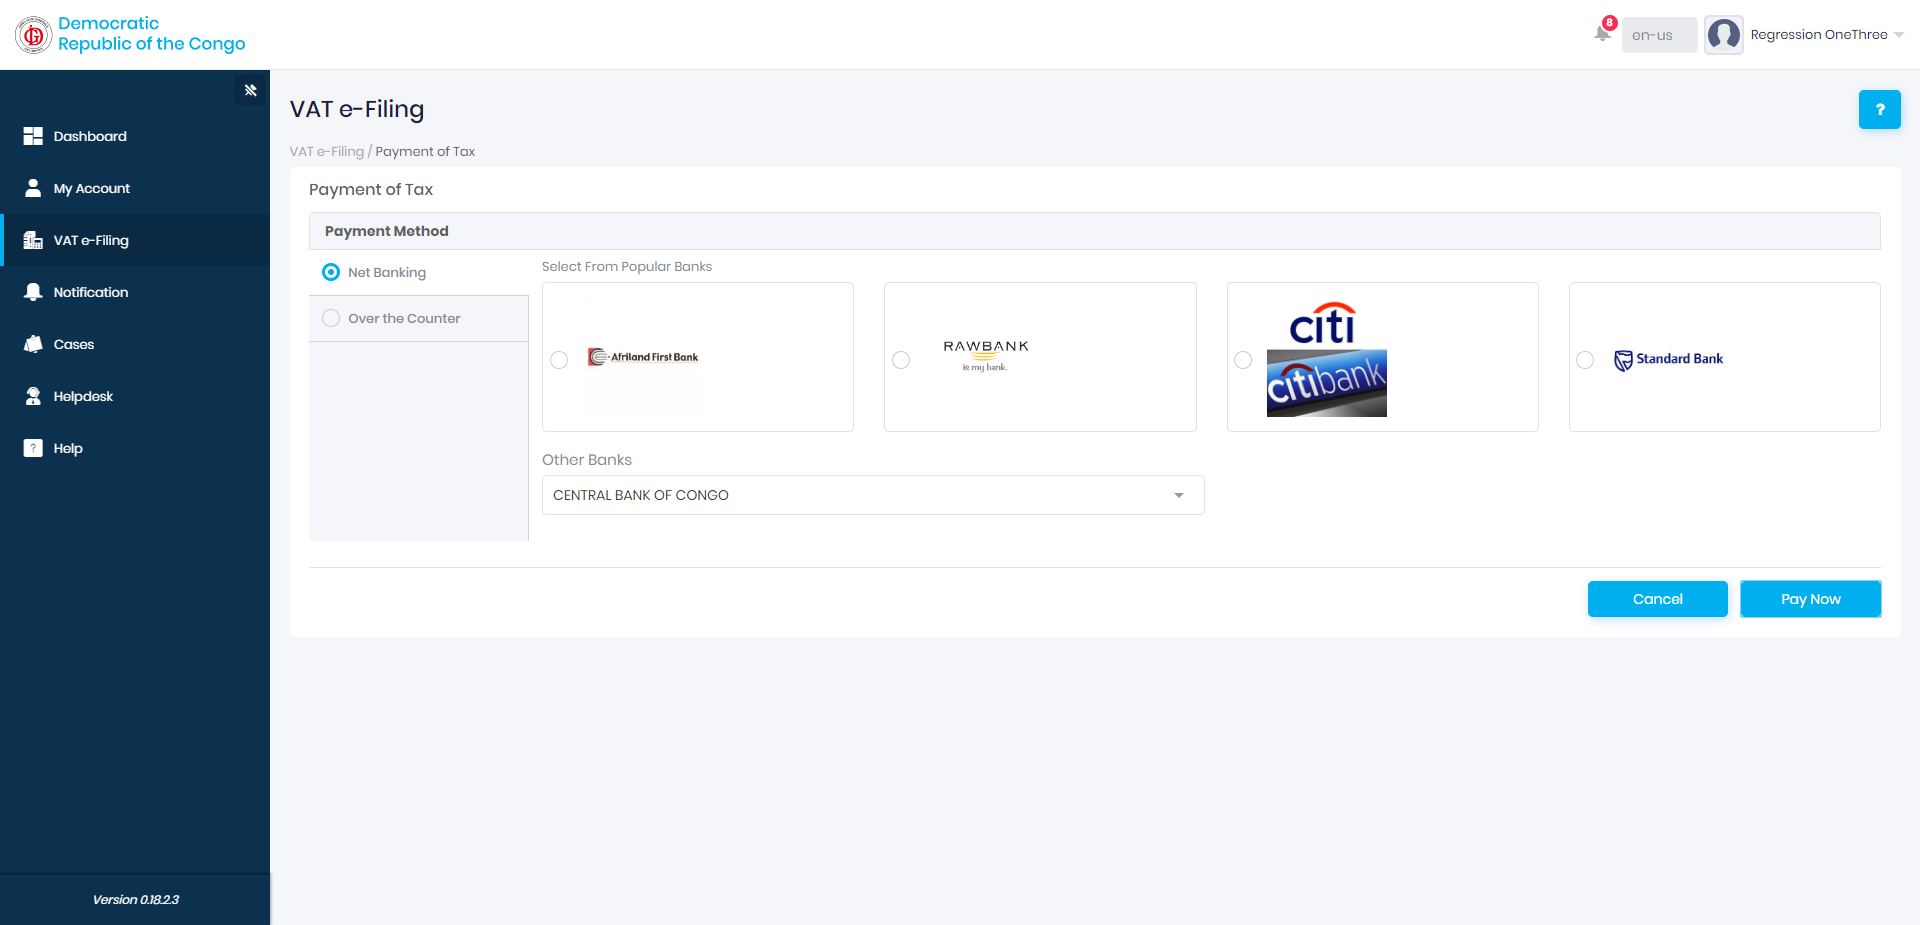 Democratic
Republic of the Congo
8
en-us
Regression OneThree
Dashboard
My Account
VAT e-Filing
Notification
Cases
Helpdesk
? Help
Version 0.18.2.3
VAT e-Filing
?
VAT e-Filing / Payment of Tax
Payment of Tax
Payment Method
Net Banking
Over the Counter
Select From Popular Banks
Afriland First Bank
RAWBANK
is my bank.
citi
citibank
Standard Bank
Other Banks
CENTRAL BANK OF CONGO
Cancel
Pay Now